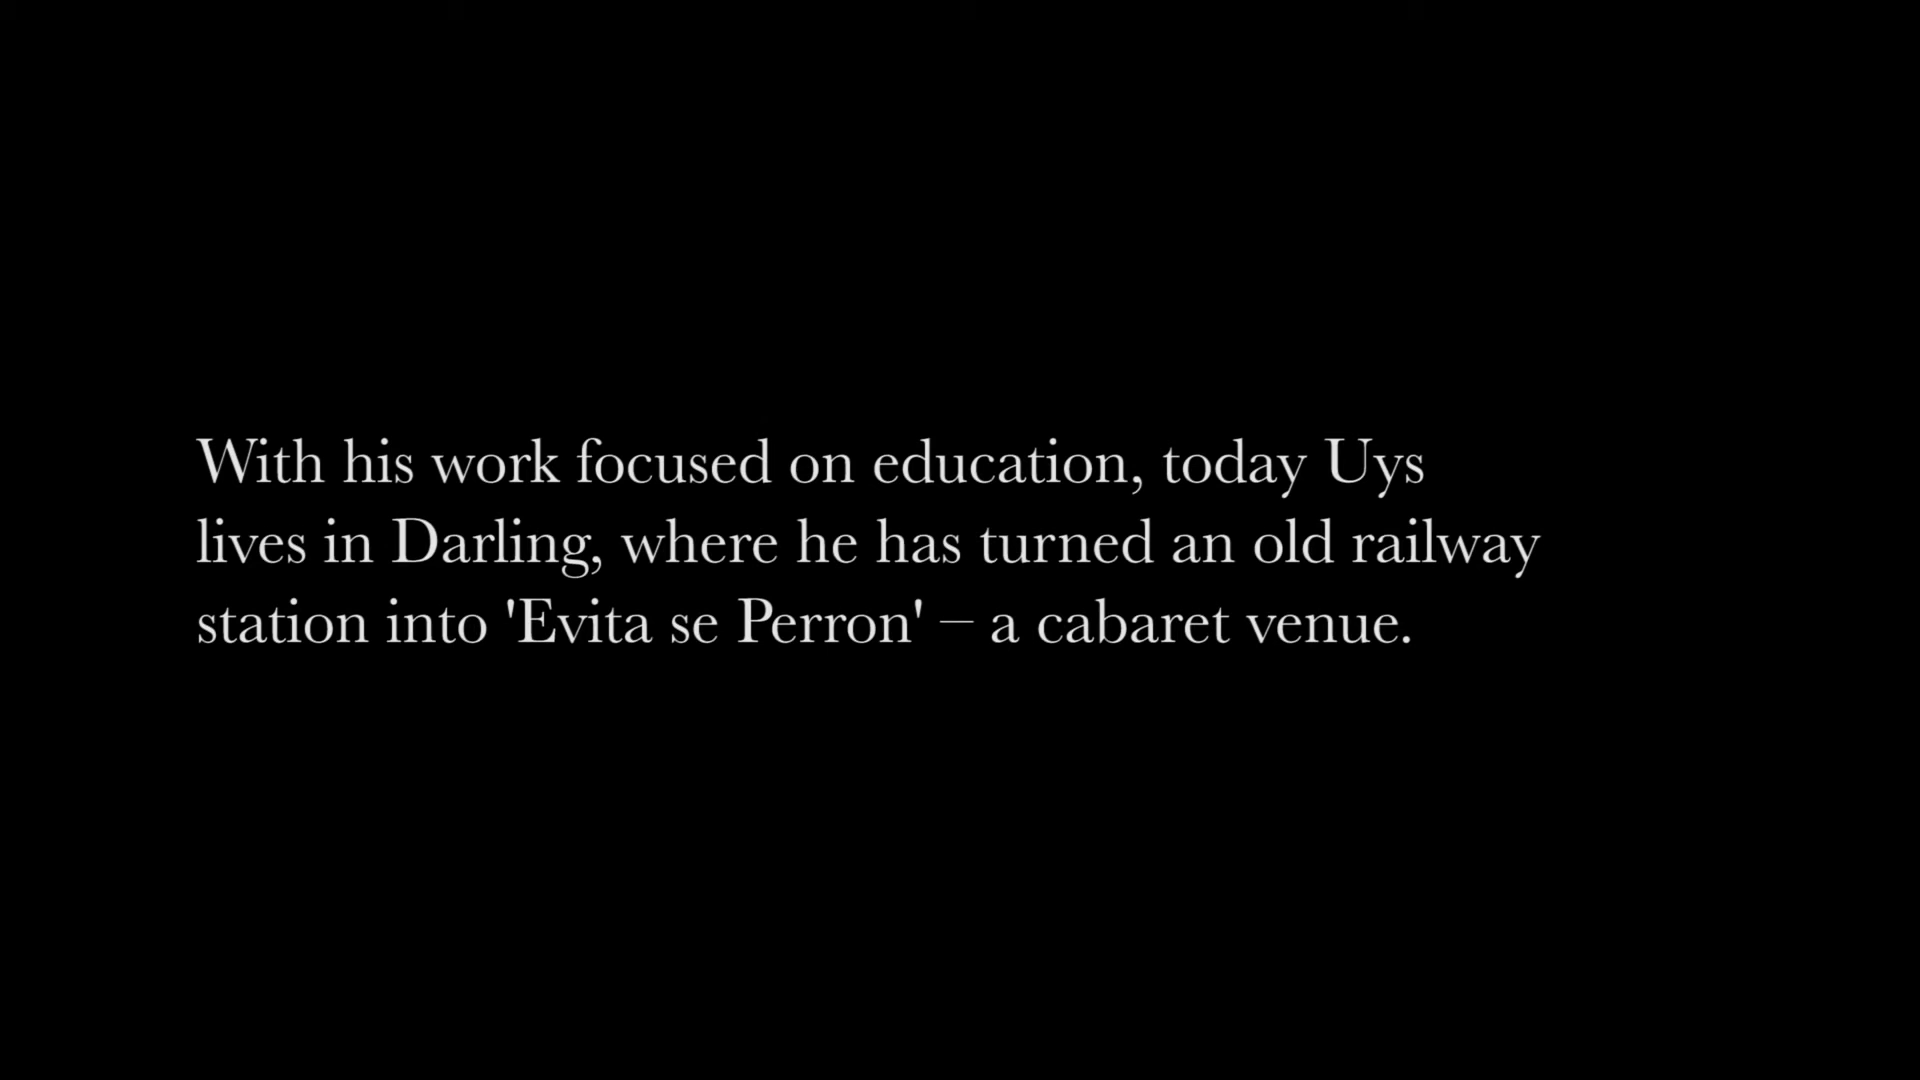 With his work focused on education, today Uys
lives in Darling, where he has turned an old railway
station into 'Evita se Perron' – a cabaret venue.